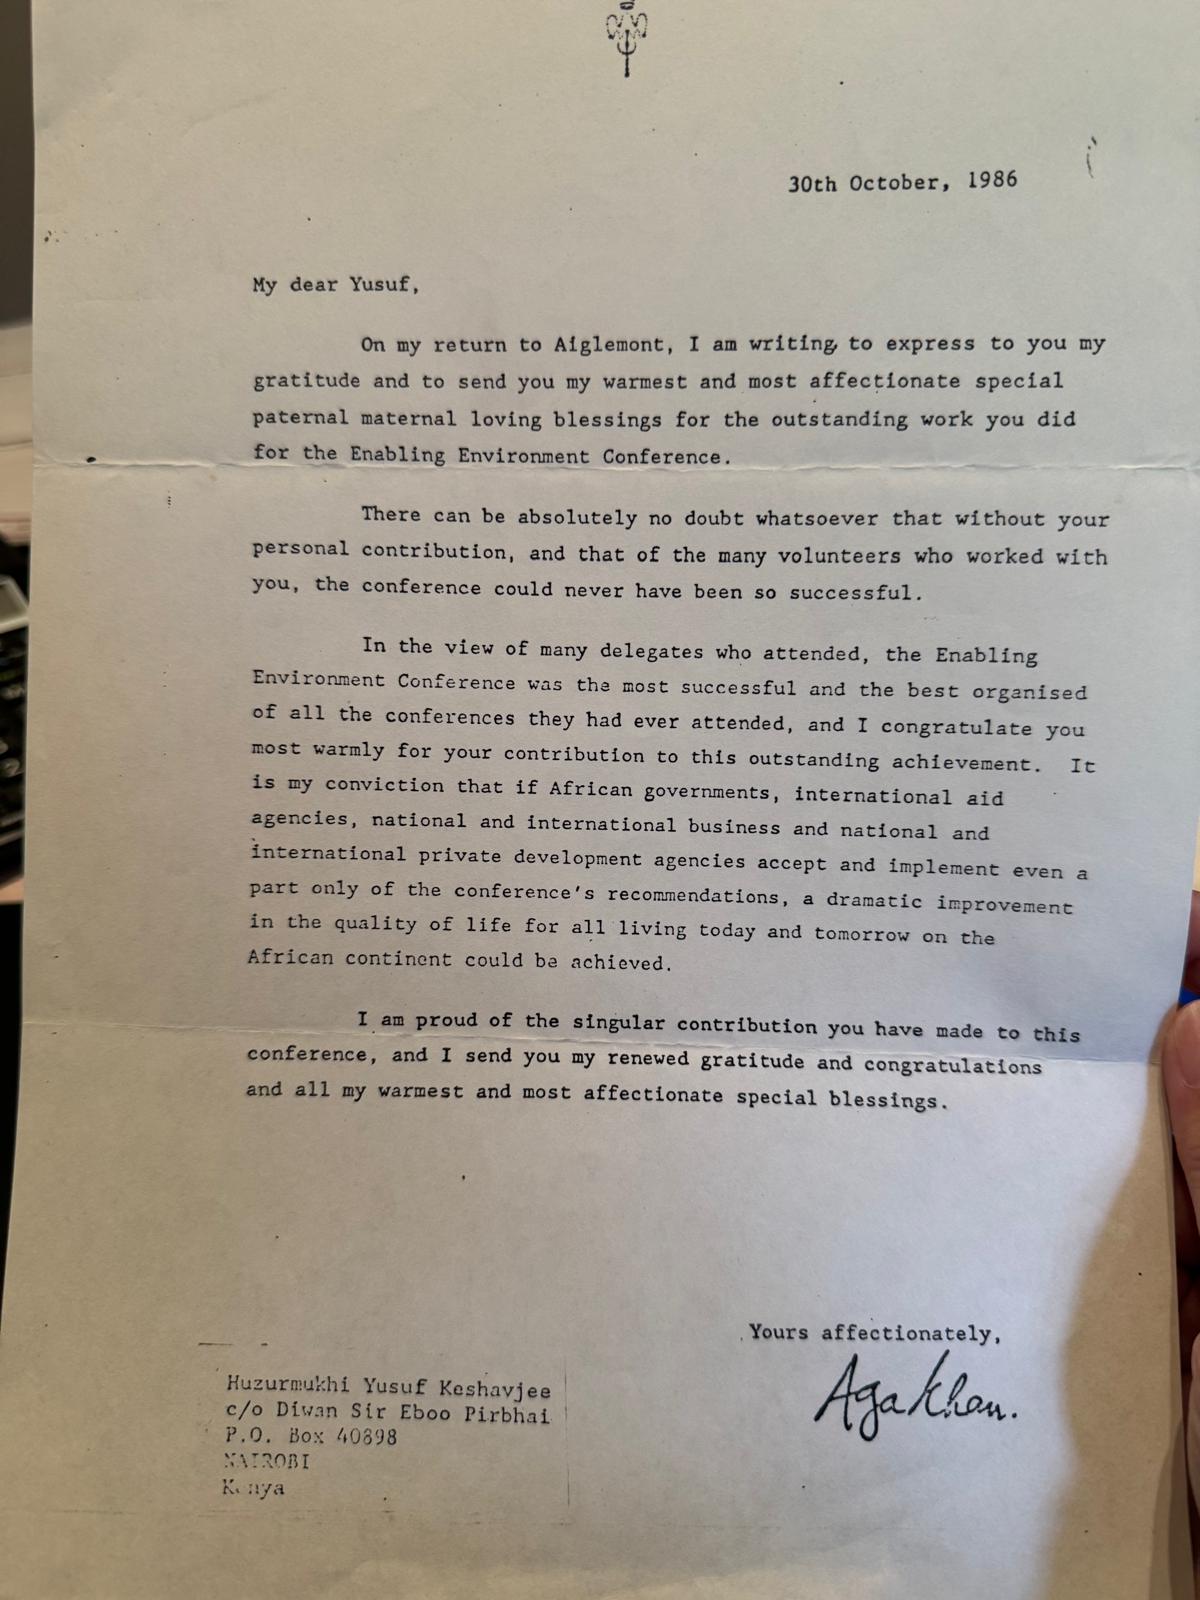 30th October, 1986
My dear Yusuf,
On my return to Aiglemont, I am writing to express to you my
gratitude and to send you my warmest and most affectionate special
paternal maternal loving blessings for the outstanding work you did
for the Enabling Environment Conference.
There can be absolutely no doubt whatsoever that without your
personal contribution, and that of the many volunteers who worked with
you, the conference could never have been so successful.
In the view of many delegates who attended, the Enabling
Environment Conference was the most successful and the best organised
of all the conferences they had ever attended, and I congratulate you
most warmly for your contribution to this outstanding achievement. It
is my conviction that if African governments, international aid
agencies, national and international business and national and
international private development agencies accept and implement even a
part only of the conference's recommendations, a dramatic improvement
in the quality of life for all living today and tomorrow on the
African continent could be achieved.
I am proud of the singular contribution you have made to this
conference, and I send you my renewed gratitude and congratulations
and all my warmest and most affectionate special blessings.
Yours affectionately,
Aga Khan.
Huzurmukhi Yusuf Keshavjee
c/o Diwan Sir Eboo Pirbhai
P.O. Box 40898
NAIROBI
Kenya